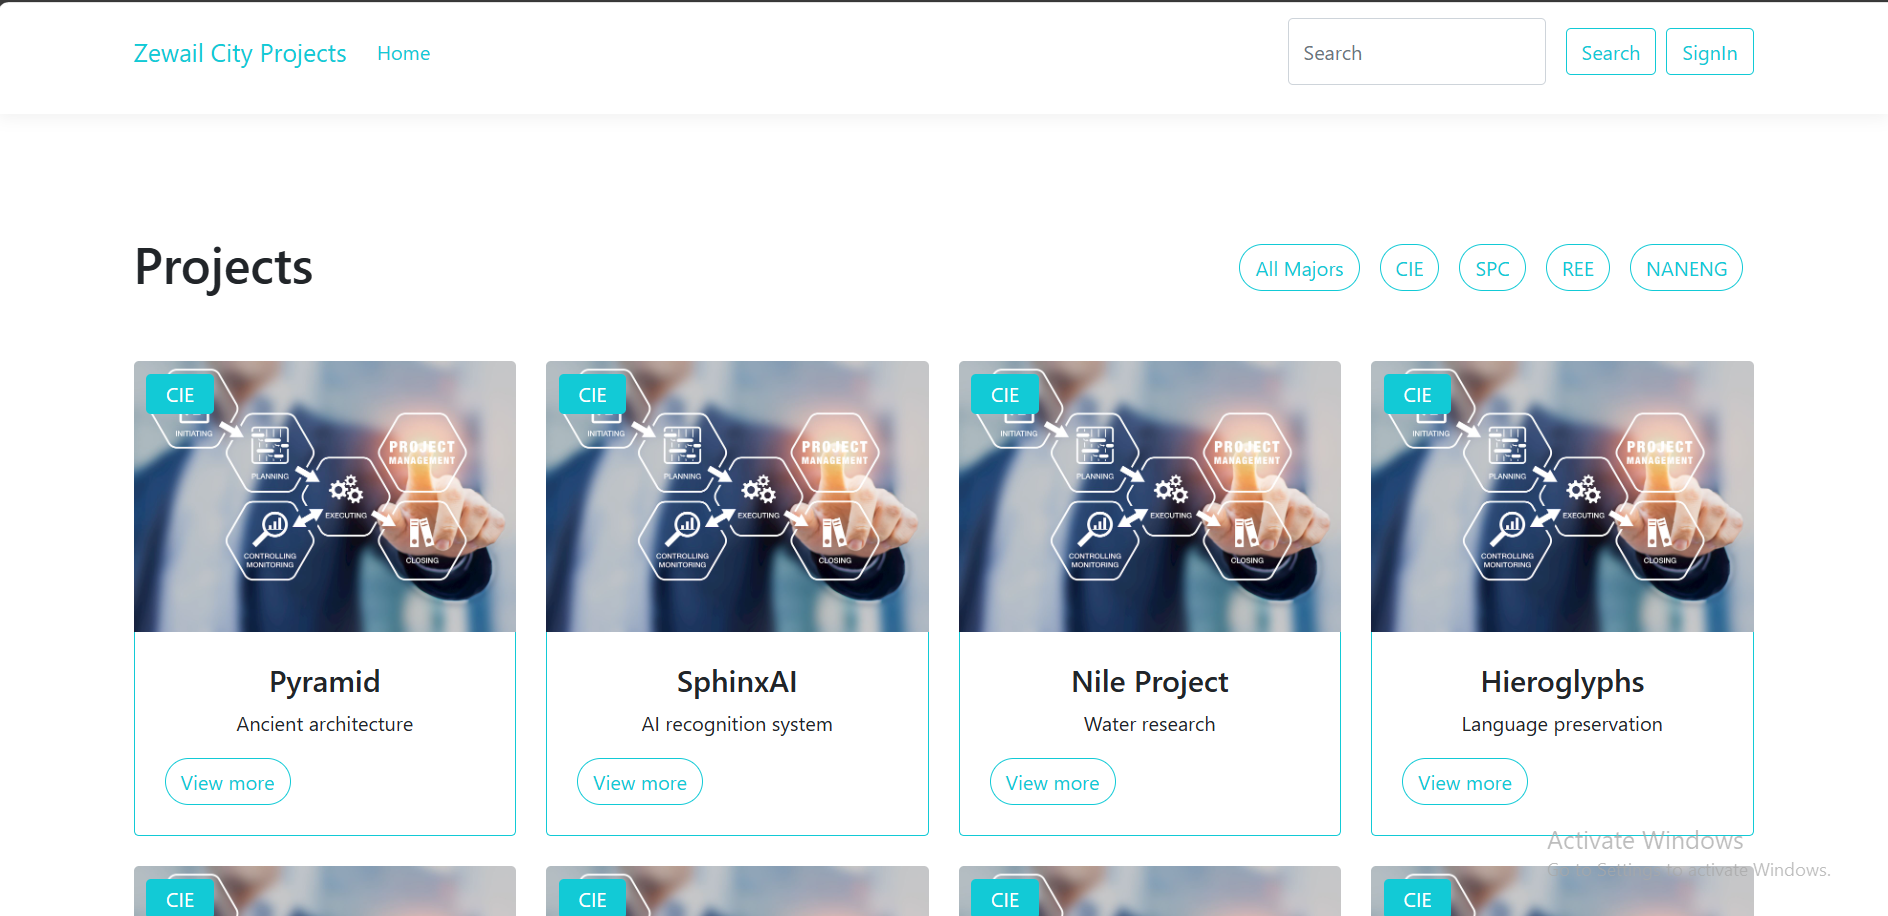 Zewail City Projects Home Search Search SignIn
Projects All Majors CIE SPC REE NANENG
CIE
INITIATING
PLANNING
PROJECT
MANAGEMENT
EXECUTING
CONTROLLING
MONITORING
CLOSING
Pyramid
Ancient architecture
View more
CIE
INITIATING
PLANNING
PROJECT
MANAGEMENT
EXECUTING
CONTROLLING
MONITORING
CLOSING
SphinxAI
AI recognition system
View more
CIE
INITIATING
PLANNING
PROJECT
MANAGEMENT
EXECUTING
CONTROLLING
MONITORING
CLOSING
Nile Project
Water research
View more
CIE
INITIATING
PLANNING
PROJECT
MANAGEMENT
EXECUTING
CONTROLLING
MONITORING
CLOSING
Hieroglyphs
Language preservation
View more
Activate Windows
Go to Settings to activate Windows.
CIE
CIE
CIE
CIE